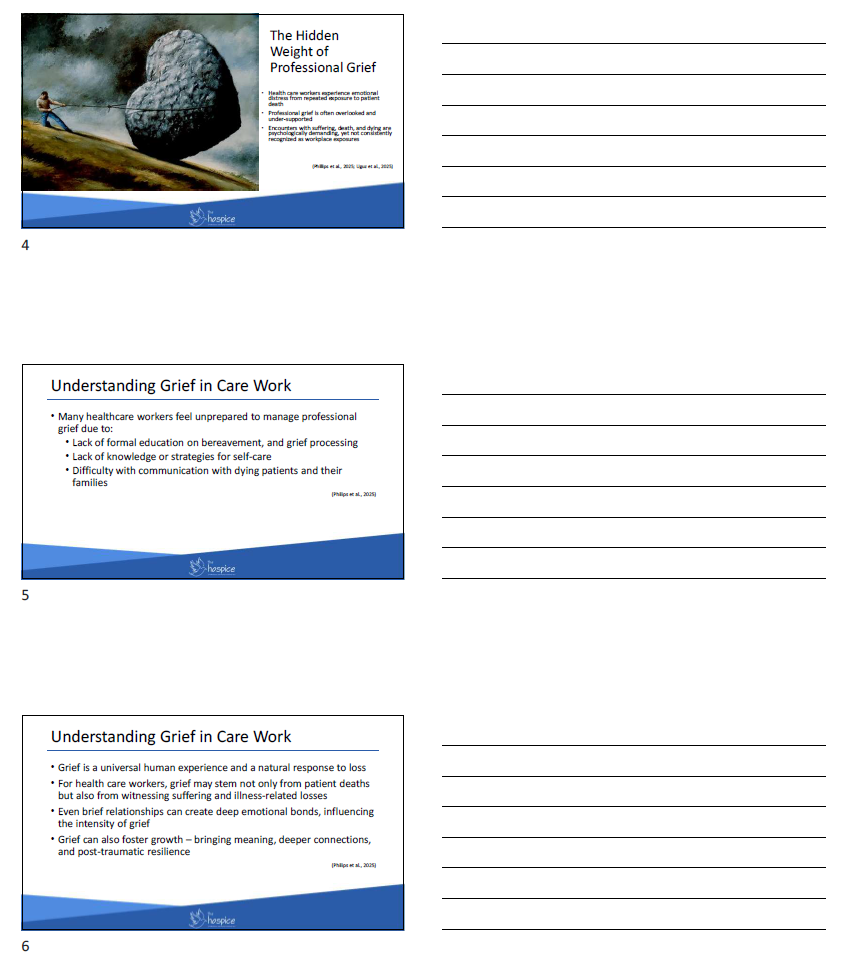 The Hidden
Weight of
Professional Grief
• Health care workers experience emotional
distress from repeated exposure to patient
death
• Professional grief is often overlooked and
under-supported
• Encounters with suffering, death, and dying are
psychologically demanding, yet not consistently
recognized as workplace exposures
(Phillips et al., 2025; Uguz et al., 2025)
the
hospice
4
Understanding Grief in Care Work
• Many healthcare workers feel unprepared to manage professional
grief due to:
• Lack of formal education on bereavement, and grief processing
• Lack of knowledge or strategies for self-care
• Difficulty with communication with dying patients and their
families
(Philips et al., 2025)
the
hospice
5
Understanding Grief in Care Work
• Grief is a universal human experience and a natural response to loss
• For health care workers, grief may stem not only from patient deaths
but also from witnessing suffering and illness-related losses
• Even brief relationships can create deep emotional bonds, influencing
the intensity of grief
• Grief can also foster growth – bringing meaning, deeper connections,
and post-traumatic resilience
(Philips et al., 2025)
the
hospice
6